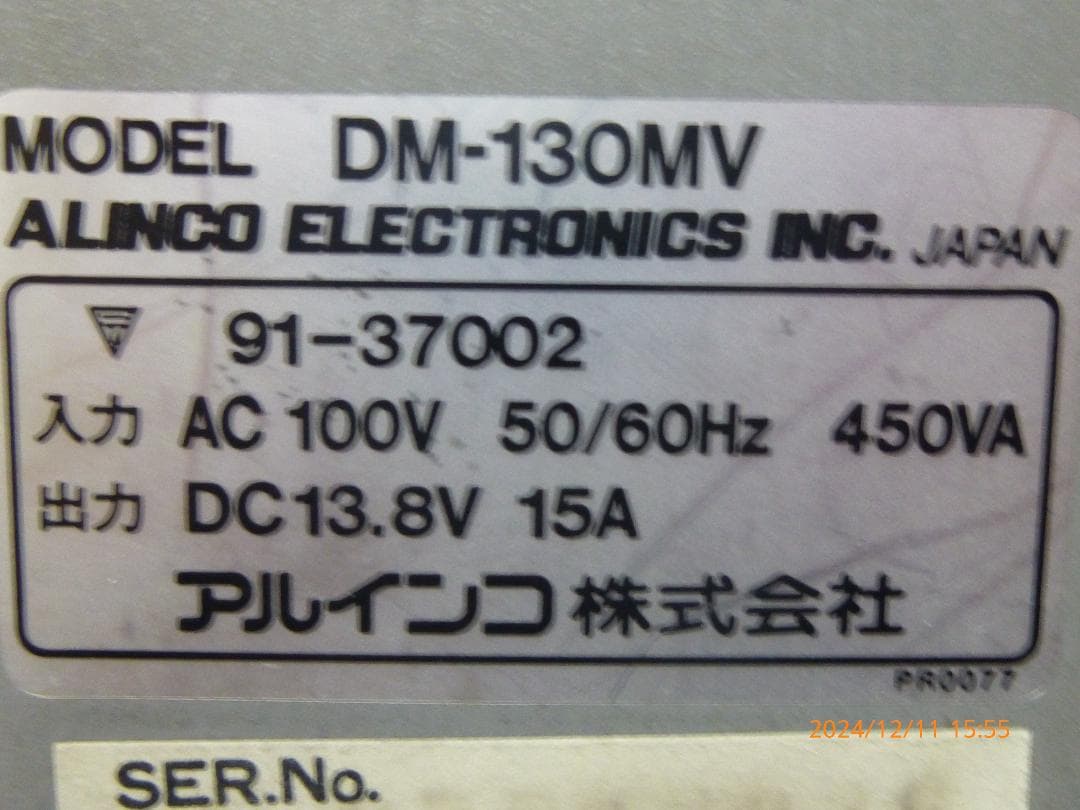 MODEL DM-130MV
ALINCO ELECTRONICS INC. JAPAN
91-37002
入力 AC 100V 50/60Hz 450VA
出力 DC13.8V 15A
アルインコ株式会社
PR0077
2024/12/11 15:55
SER.No.